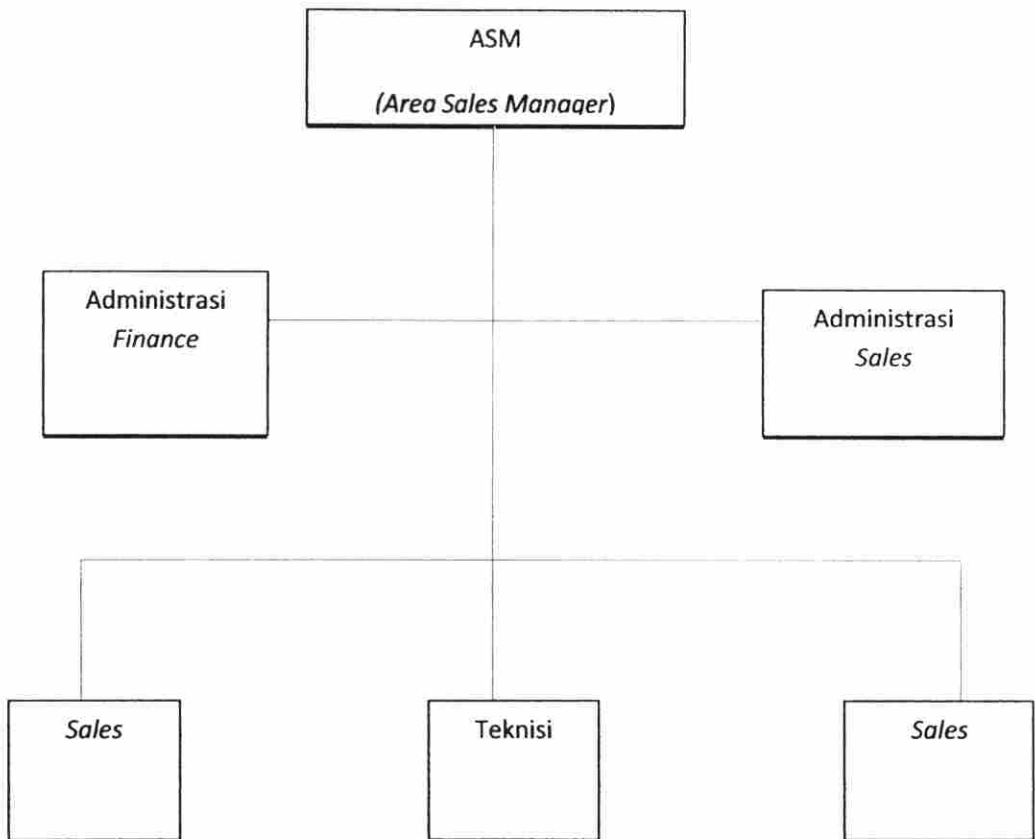 ASM
(Area Sales Manager)
Administrasi
Finance
Administrasi
Sales
Sales
Teknisi
Sales